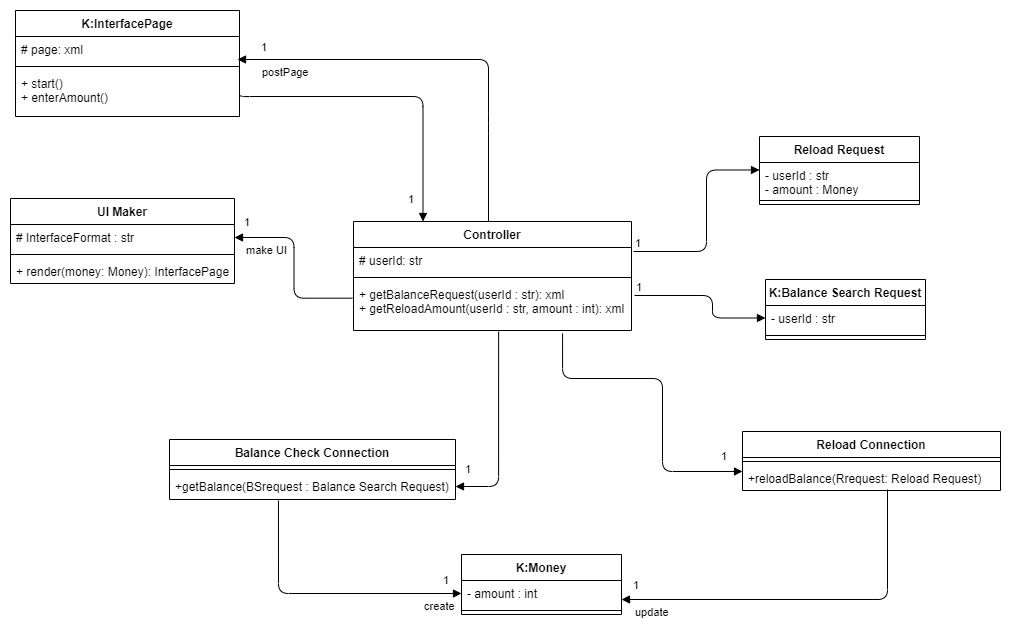 K:InterfacePage
# page: xml
+ start()
+ enterAmount()
1
postPage
1
Reload Request
- userId : str
- amount : Money
UI Maker
# InterfaceFormat : str
+ render(money: Money): InterfacePage
1
make UI
Controller
# userId: str
+ getBalanceRequest(userId : str): xml
+ getReloadAmount(userId : str, amount : int): xml
1
1
K:Balance Search Request
- userId : str
Balance Check Connection
+getBalance(BSrequest : Balance Search Request)
1
Reload Connection
+reloadBalance(Rrequest: Reload Request)
1
K:Money
- amount : int
1
create
1
update